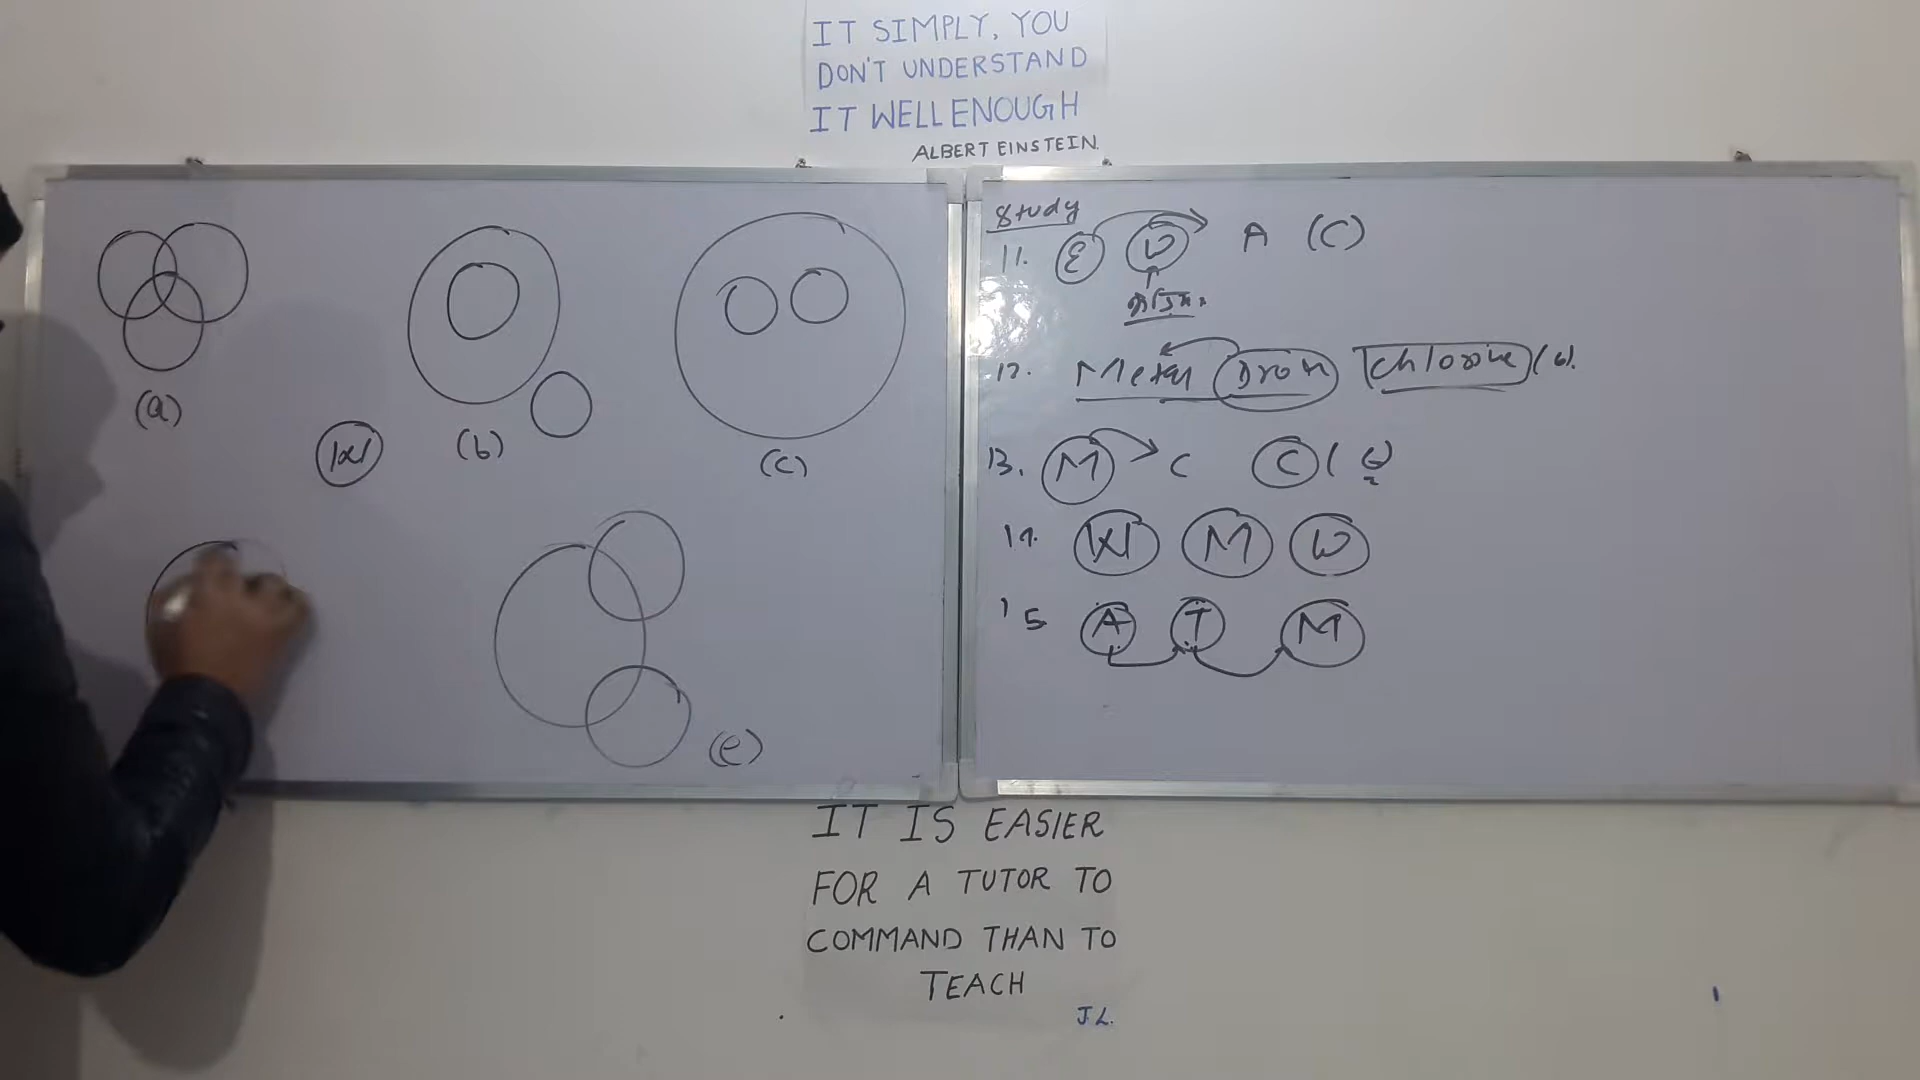 IT SIMPLY, YOU
DON'T UNDERSTAND
IT WELL ENOUGH
ALBERT EINSTEIN.
(a)
(b)
(c)
(e)
Study
11. E A (C)
12. Metal Iron Chlorine (b).
13. M C C
14. M W
15. A T M
IT IS EASIER
FOR A TUTOR TO
COMMAND THAN TO
TEACH
J.L.